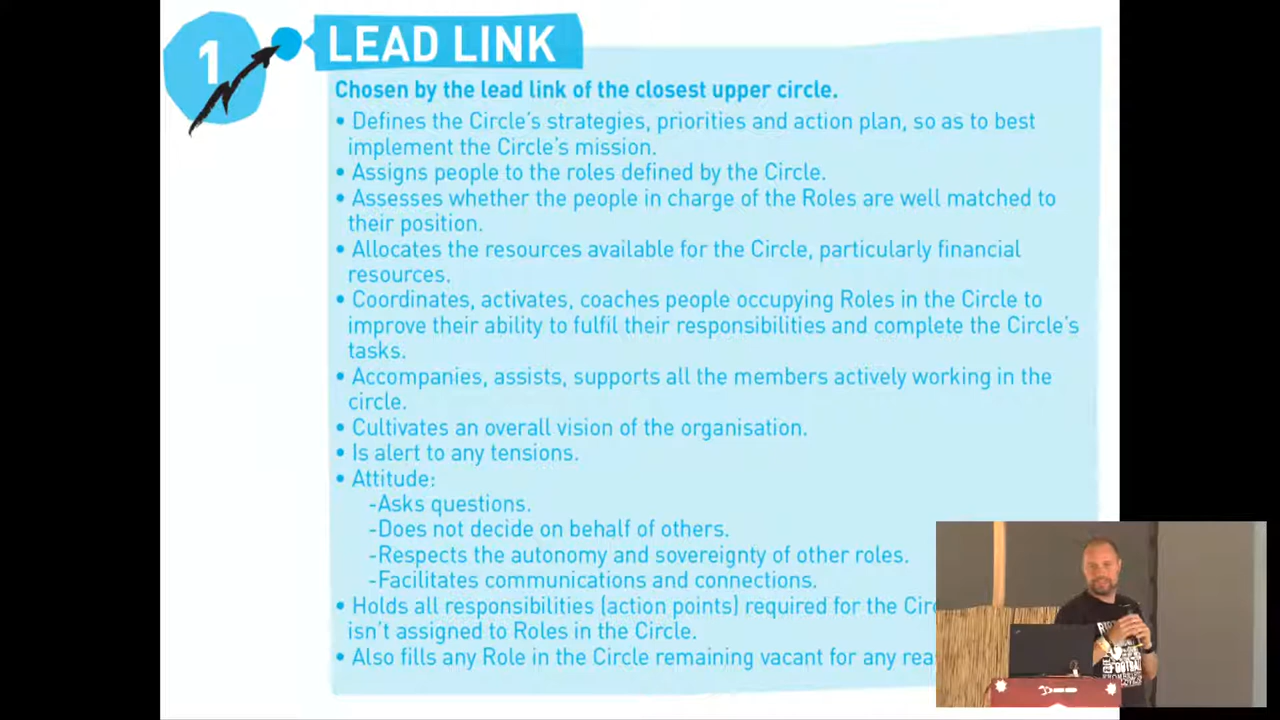 1
LEAD LINK
Chosen by the lead link of the closest upper circle.
• Defines the Circle's strategies, priorities and action plan, so as to best
implement the Circle's mission.
• Assigns people to the roles defined by the Circle.
• Assesses whether the people in charge of the Roles are well matched to
their position.
• Allocates the resources available for the Circle, particularly financial
resources.
• Coordinates, activates, coaches people occupying Roles in the Circle to
improve their ability to fulfil their responsibilities and complete the Circle's
tasks.
• Accompanies, assists, supports all the members actively working in the
circle.
• Cultivates an overall vision of the organisation.
• Is alert to any tensions.
• Attitude:
-Asks questions.
-Does not decide on behalf of others.
-Respects the autonomy and sovereignty of other roles.
-Facilitates communications and connections.
• Holds all responsibilities (action points) required for the
isn't assigned to Roles in the Circle.
• Also fills any Role in the Circle remaining vacant for any